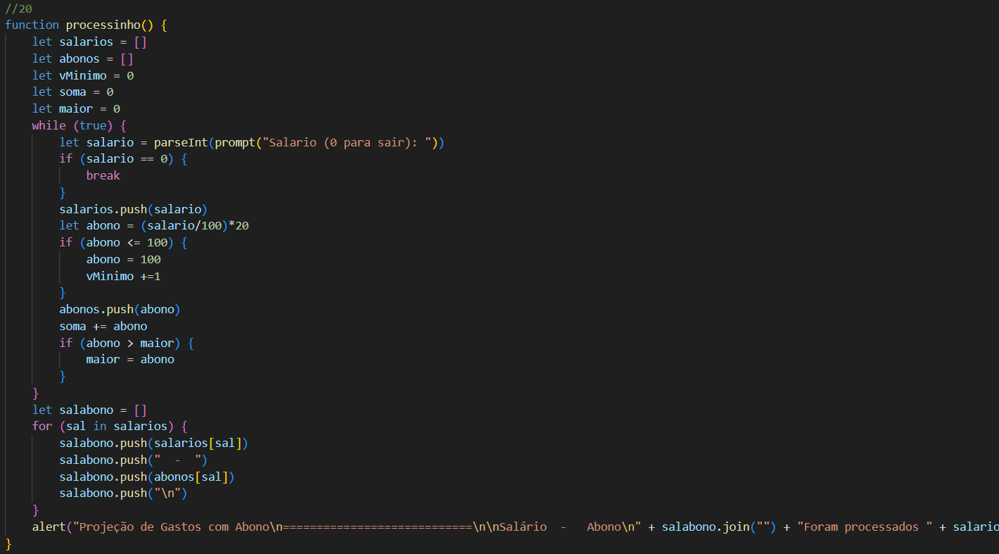 //20
function processinho() {
    let salarios = []
    let abonos = []
    let vMinimo = 0
    let soma = 0
    let maior = 0
    while (true) {
        let salario = parseInt(prompt("Salario (0 para sair): "))
        if (salario == 0) {
            break
        }
        salarios.push(salario)
        let abono = (salario/100)*20
        if (abono <= 100) {
            abono = 100
            vMinimo +=1
        }
        abonos.push(abono)
        soma += abono
        if (abono > maior) {
            maior = abono
        }
    }
    let salabono = []
    for (sal in salarios) {
        salabono.push(salarios[sal])
        salabono.push("  -  ")
        salabono.push(abonos[sal])
        salabono.push("\n")
    }
    alert("Projeção de Gastos com Abono\n============================\n\nSalário  -   Abono\n" + salabono.join("") + "Foram processados " + salario
}